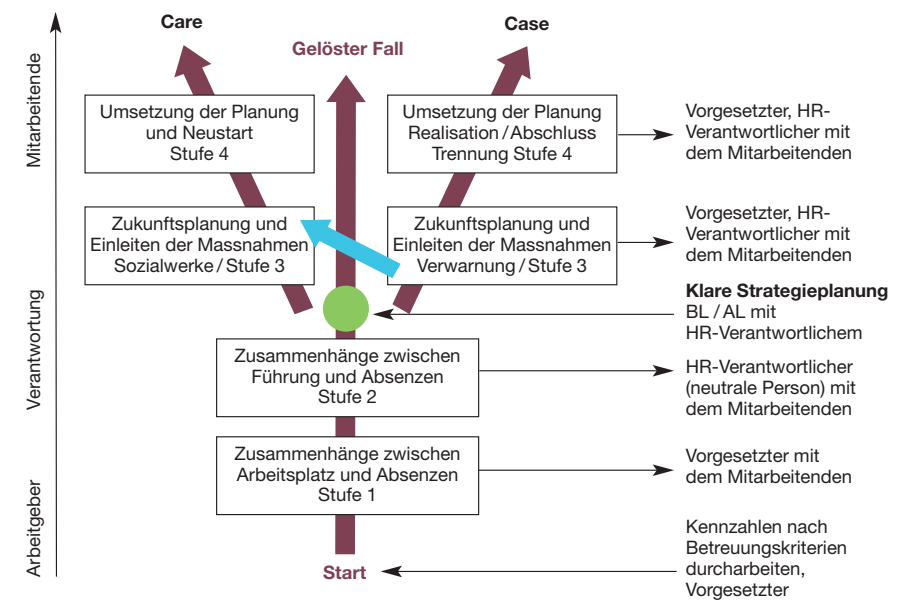 Care
Case
Gelöster Fall
Umsetzung der Planung
und Neustart
Stufe 4
Umsetzung der Planung
Realisation / Abschluss
Trennung Stufe 4
Vorgesetzter, HR-
Verantwortlicher mit
dem Mitarbeitenden
Zukunftsplanung und
Einleiten der Massnahmen
Sozialwerke / Stufe 3
Zukunftsplanung und
Einleiten der Massnahmen
Verwarnung / Stufe 3
Vorgesetzter, HR-
Verantwortlicher mit
dem Mitarbeitenden
Klare Strategieplanung
BL / AL mit
HR-Verantwortlichem
Zusammenhänge zwischen
Führung und Absenzen
Stufe 2
HR-Verantwortlicher
(neutrale Person) mit
dem Mitarbeitenden
Zusammenhänge zwischen
Arbeitsplatz und Absenzen
Stufe 1
Vorgesetzter mit
dem Mitarbeitenden
Start
Kennzahlen nach
Betreuungskriterien
durcharbeiten,
Vorgesetzter
Mitarbeitende
Verantwortung
Arbeitgeber